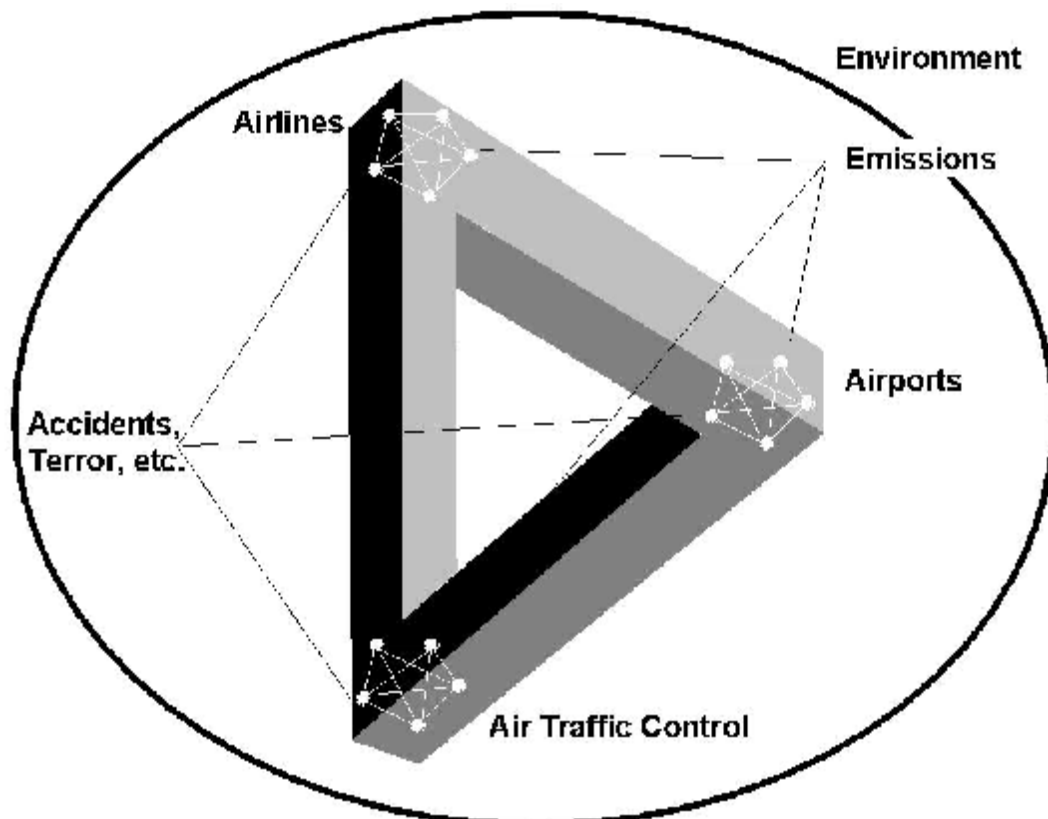 Environment
Airlines
Emissions
Airports
Accidents,
Terror, etc.
Air Traffic Control